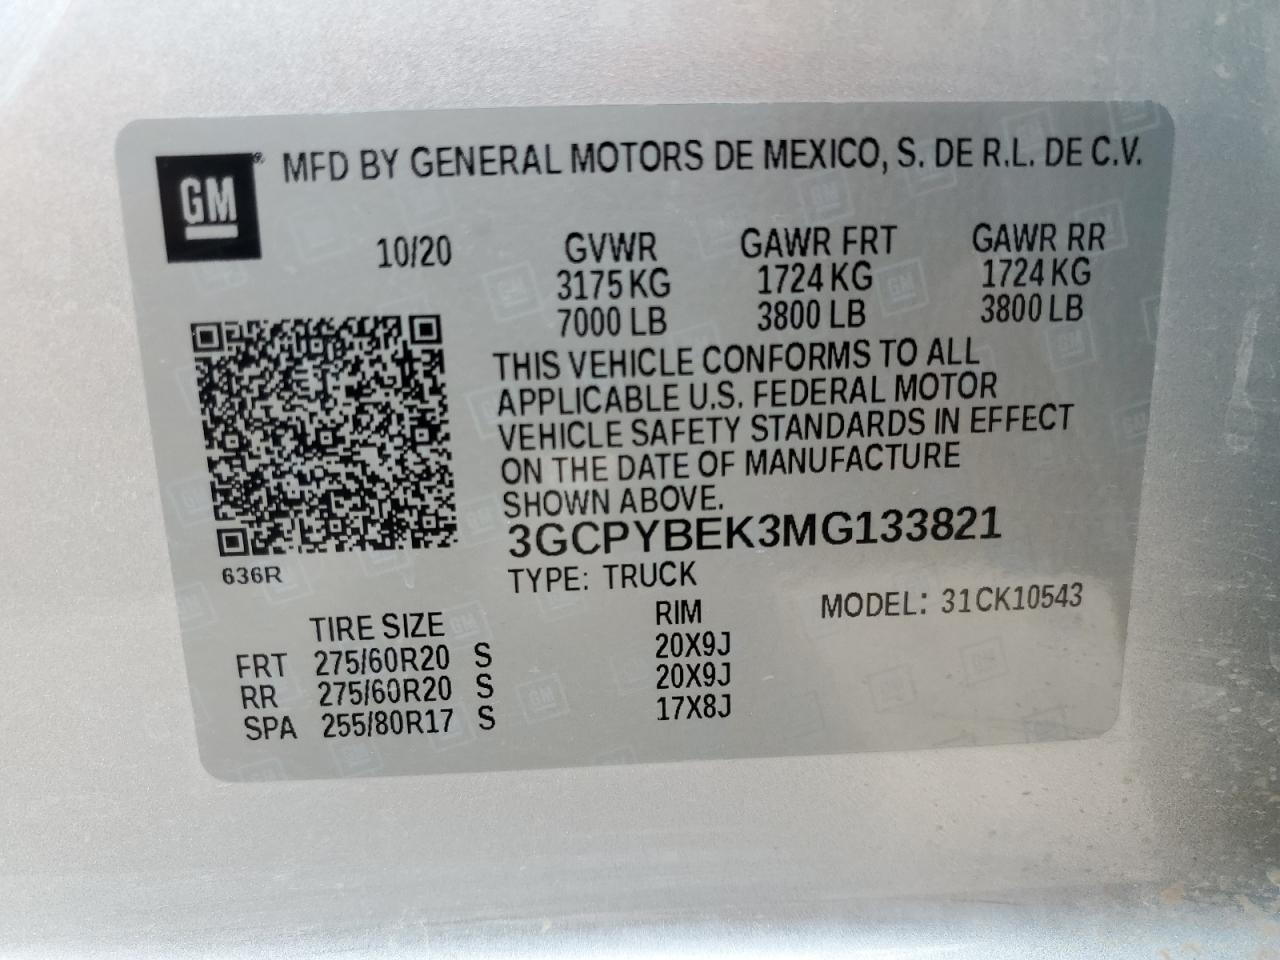 GM
MFD BY GENERAL MOTORS DE MEXICO, S. DE R.L. DE C.V.
10/20
GVWR GAWR FRT GAWR RR
3175 KG 1724 KG 1724 KG
7000 LB 3800 LB 3800 LB
THIS VEHICLE CONFORMS TO ALL
APPLICABLE U.S. FEDERAL MOTOR
VEHICLE SAFETY STANDARDS IN EFFECT
ON THE DATE OF MANUFACTURE
SHOWN ABOVE.
3GCPYBEK3MG133821
636R
TYPE: TRUCK
MODEL: 31CK10543
TIRE SIZE RIM
FRT 275/60R20 S 20X9J
RR 275/60R20 S 20X9J
SPA 255/80R17 S 17X8J